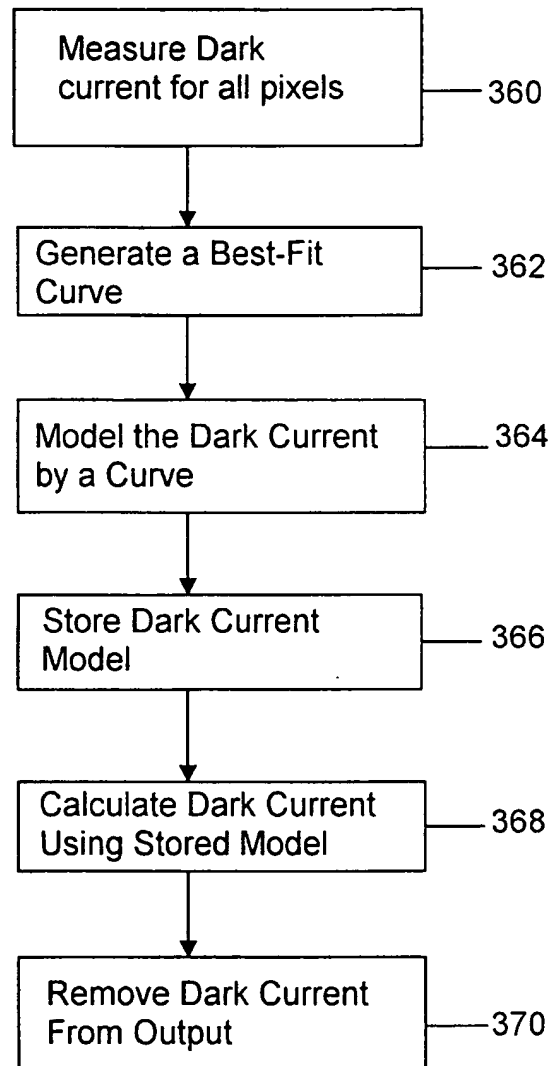 Measure Dark
current for all pixels
360
Generate a Best-Fit
Curve
362
Model the Dark Current
by a Curve
364
Store Dark Current
Model
366
Calculate Dark Current
Using Stored Model
368
Remove Dark Current
From Output
370